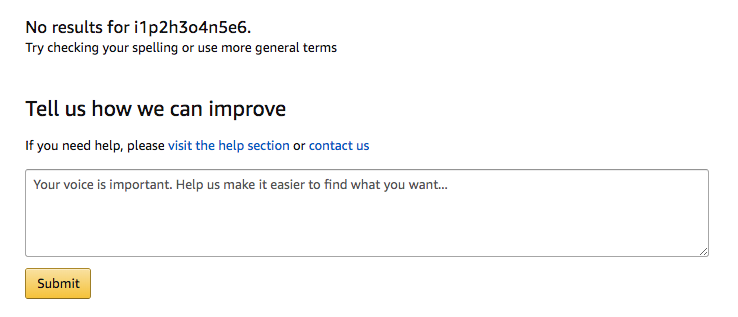 No results for i1p2h3o4n5e6.
Try checking your spelling or use more general terms
Tell us how we can improve
If you need help, please visit the help section or contact us
Your voice is important. Help us make it easier to find what you want...
Submit